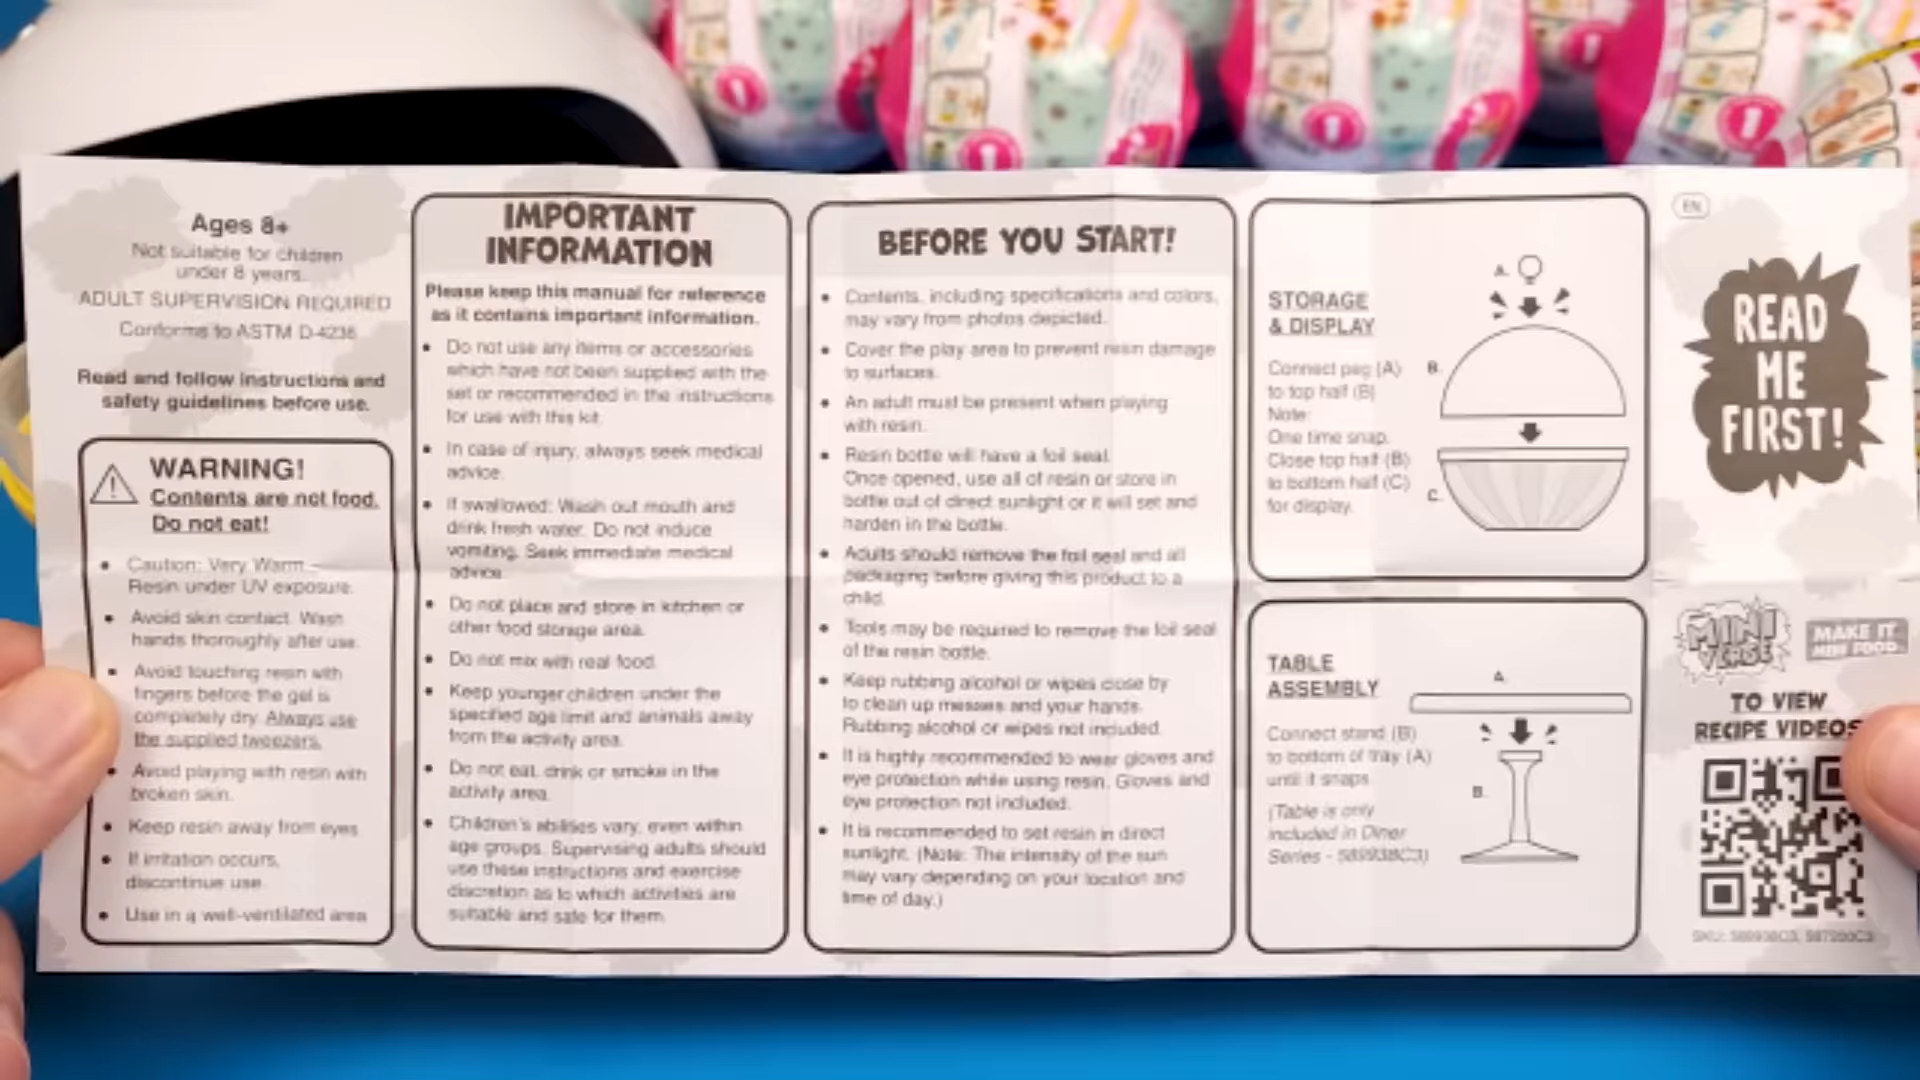 Ages 8+
Not suitable for children
under 8 years.
ADULT SUPERVISION REQUIRED
Conforms to ASTM D-4236
Read and follow instructions and
safety guidelines before use.
WARNING!
Contents are not food.
Do not eat!
• Caution: Very Warm –
Resin under UV exposure.
• Avoid skin contact. Wash
hands thoroughly after use.
• Avoid touching resin with
fingers before the gel is
completely dry. Always use
the supplied tweezers.
• Avoid playing with resin with
broken skin.
• Keep resin away from eyes.
• If irritation occurs,
discontinue use.
• Use in a well-ventilated area
IMPORTANT
INFORMATION
Please keep this manual for reference
as it contains important information.
• Do not use any items or accessories
which have not been supplied with the
set or recommended in the instructions
for use with this kit.
• In case of injury, always seek medical
advice.
• If swallowed: Wash out mouth and
drink fresh water. Do not induce
vomiting. Seek immediate medical
advice.
• Do not place and store in kitchen or
other food storage area.
• Do not mix with real food.
• Keep younger children under the
specified age limit and animals away
from the activity area.
• Do not eat, drink or smoke in the
activity area.
• Children's abilities vary, even within
age groups. Supervising adults should
use these instructions and exercise
discretion as to which activities are
suitable and safe for them.
BEFORE YOU START!
• Contents, including specifications and colors,
may vary from photos depicted.
• Cover the play area to prevent resin damage
to surfaces.
• An adult must be present when playing
with resin.
• Resin bottle will have a foil seal.
Once opened, use all of resin or store in
bottle out of direct sunlight or it will set and
harden in the bottle.
• Adults should remove the foil seal and all
packaging before giving this product to a
child.
• Tools may be required to remove the foil seal
of the resin bottle.
• Keep rubbing alcohol or wipes close by
to clean up messes and your hands.
Rubbing alcohol or wipes not included.
• It is highly recommended to wear gloves and
eye protection while using resin. Gloves and
eye protection not included.
• It is recommended to set resin in direct
sunlight. (Note: The intensity of the sun
may vary depending on your location and
time of day.)
STORAGE
& DISPLAY
Connect peg (A)
to top half (B)
Note:
One time snap.
Close top half (B)
to bottom half (C)
for display.
A.
B.
C.
TABLE
ASSEMBLY
Connect stand (B)
to bottom of tray (A)
until it snaps
(Table is only
included in Diner
Series - 589938C3)
A.
B.
EN
READ
ME
FIRST!
MINI
VERSE
MAKE IT
MINI FOOD
TO VIEW
RECIPE VIDEOS